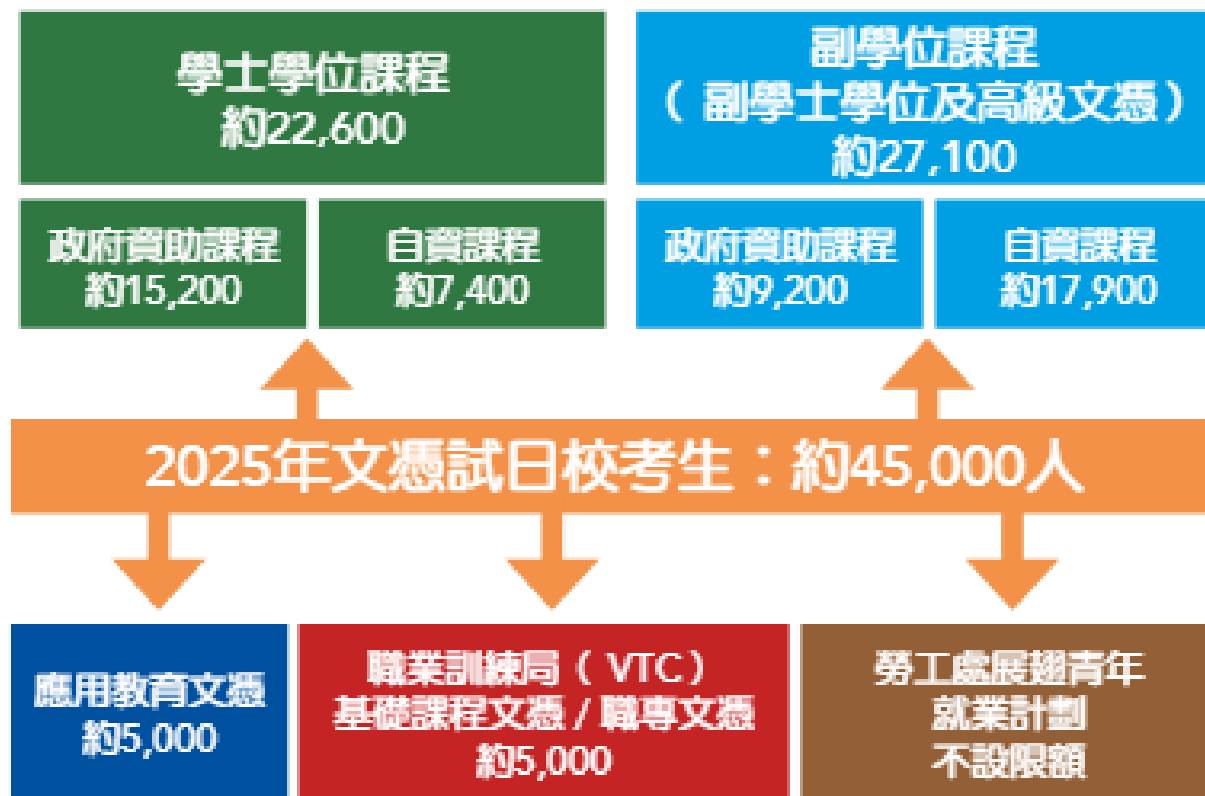 學士學位課程
約22,600
副學位課程
（副學士學位及高級文憑）
約27,100
政府資助課程
約15,200
自資課程
約7,400
政府資助課程
約9,200
自資課程
約17,900
2025年文憑試日校考生：約45,000人
應用教育文憑
約5,000
職業訓練局（VTC）
基礎課程文憑/職專文憑
約5,000
勞工處展翅青年
就業計劃
不設限額